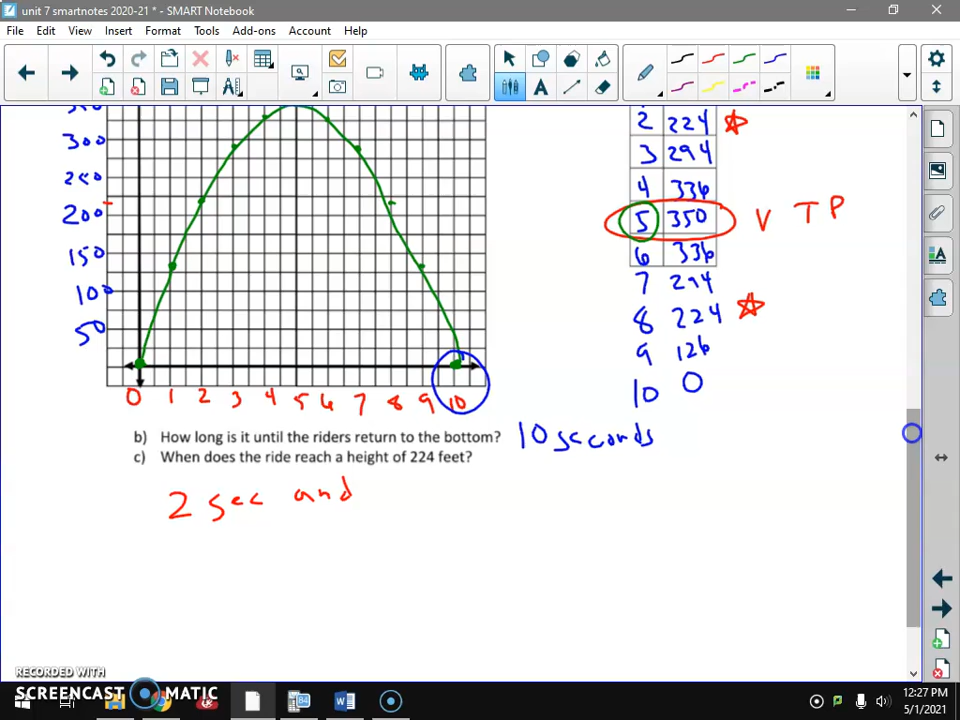 unit 7 smartnotes 2020-21 * - SMART Notebook
File Edit View Insert Format Tools Add-ons Account Help
A
300
200
150
100
50
0 1 2 3 4 5 6 7 8 9 10
2 224
3 294
4 336
5 350 V T P
6 336
7 294
8 224
9 126
10 0
b) How long is it until the riders return to the bottom? 10 seconds
c) When does the ride reach a height of 224 feet?
2 sec and
RECORDED WITH
SCREENCAST MATIC
84
12:27 PM
5/1/2021